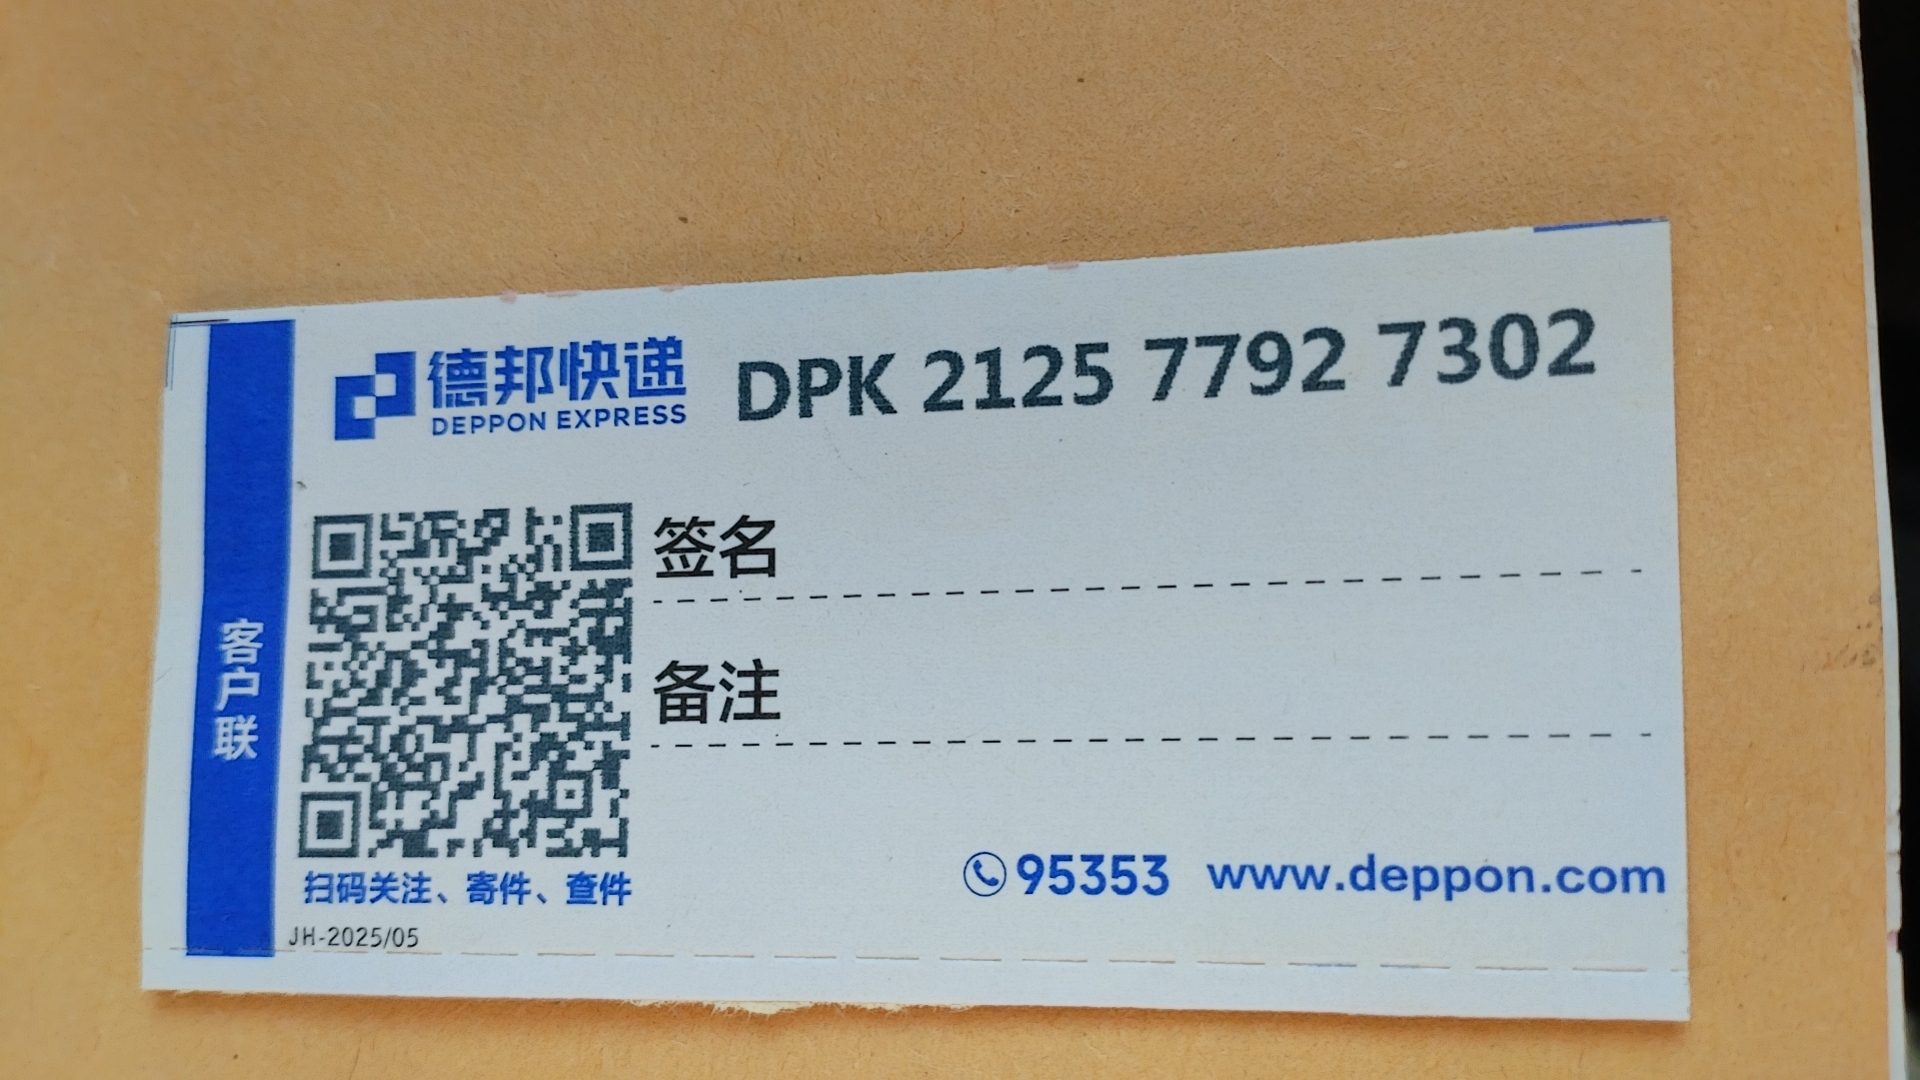 德邦快递
DEPPON EXPRESS
DPK 2125 7792 7302
客户联
签名
备注
扫码关注、寄件、查件
95353 www.deppon.com
JH-2025/05